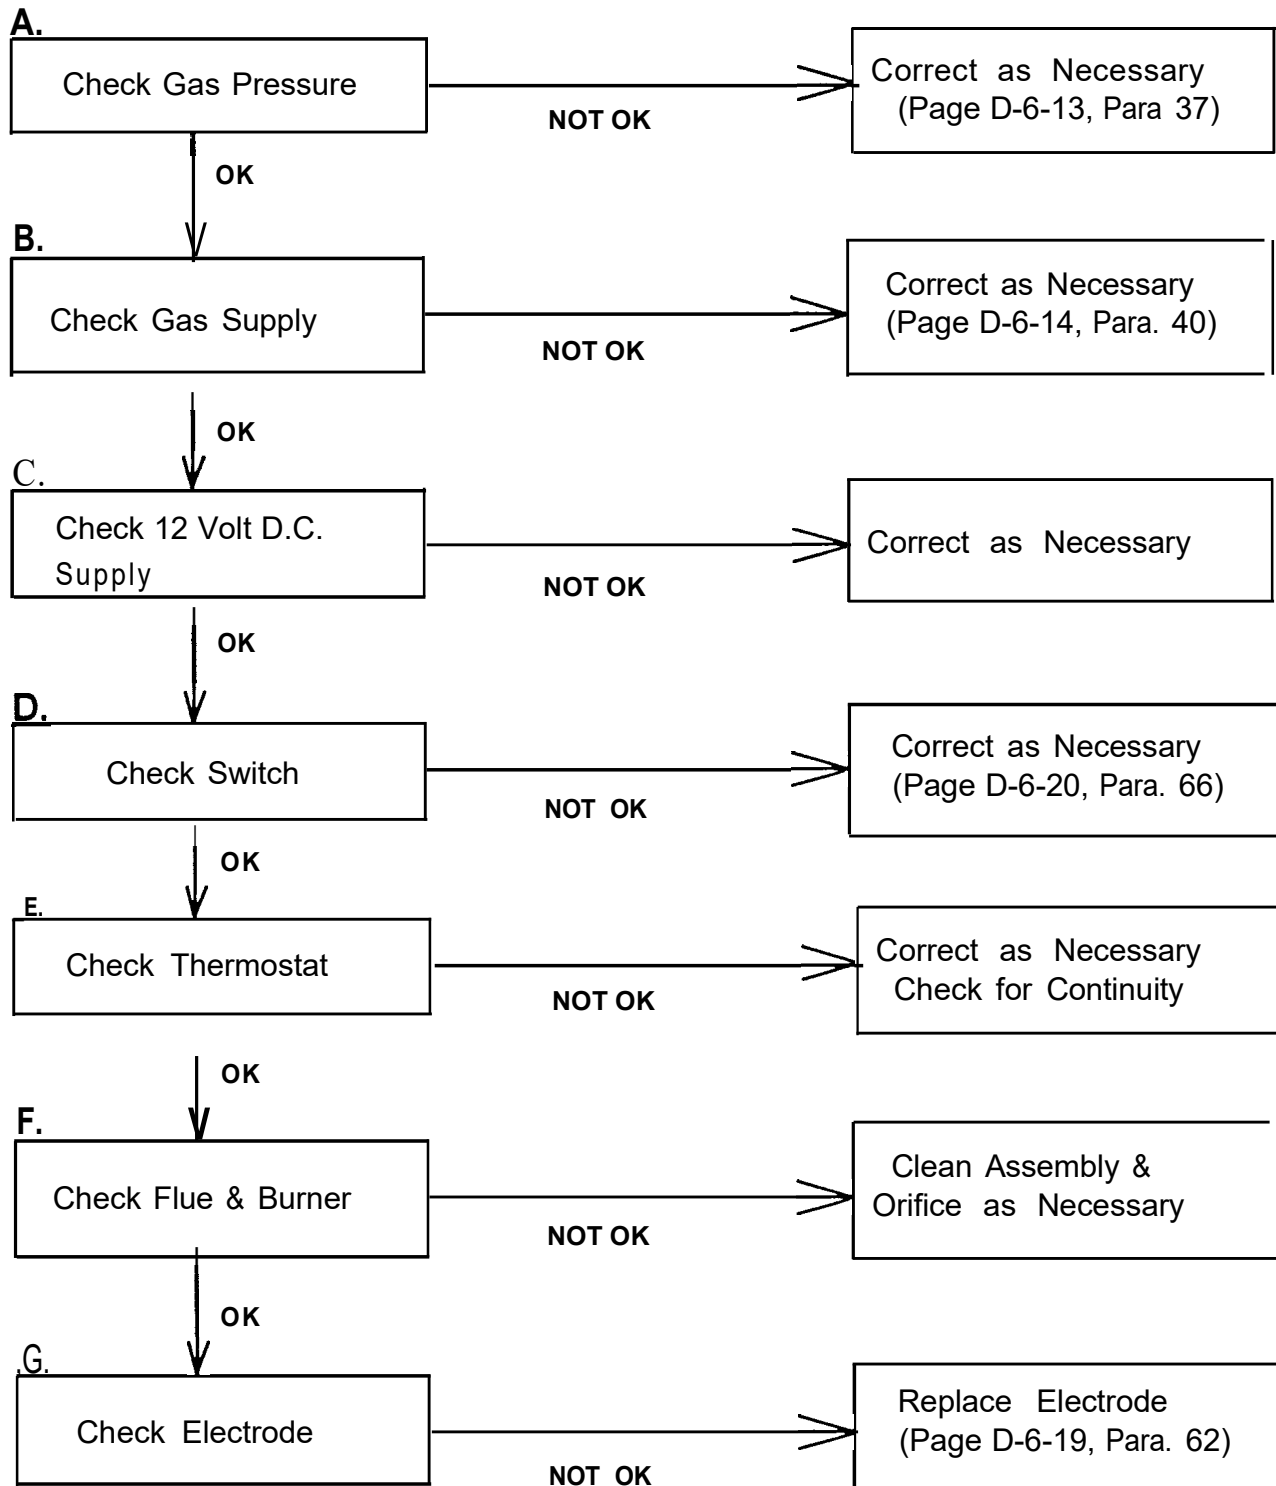 A.
Check Gas Pressure
NOT OK
Correct as Necessary
(Page D-6-13, Para 37)
OK
B.
Check Gas Supply
NOT OK
Correct as Necessary
(Page D-6-14, Para. 40)
OK
C.
Check 12 Volt D.C.
Supply
NOT OK
Correct as Necessary
OK
D.
Check Switch
NOT OK
Correct as Necessary
(Page D-6-20, Para. 66)
OK
E.
Check Thermostat
NOT OK
Correct as Necessary
Check for Continuity
OK
F.
Check Flue & Burner
NOT OK
Clean Assembly &
Orifice as Necessary
OK
.G.
Check Electrode
NOT OK
Replace Electrode
(Page D-6-19, Para. 62)